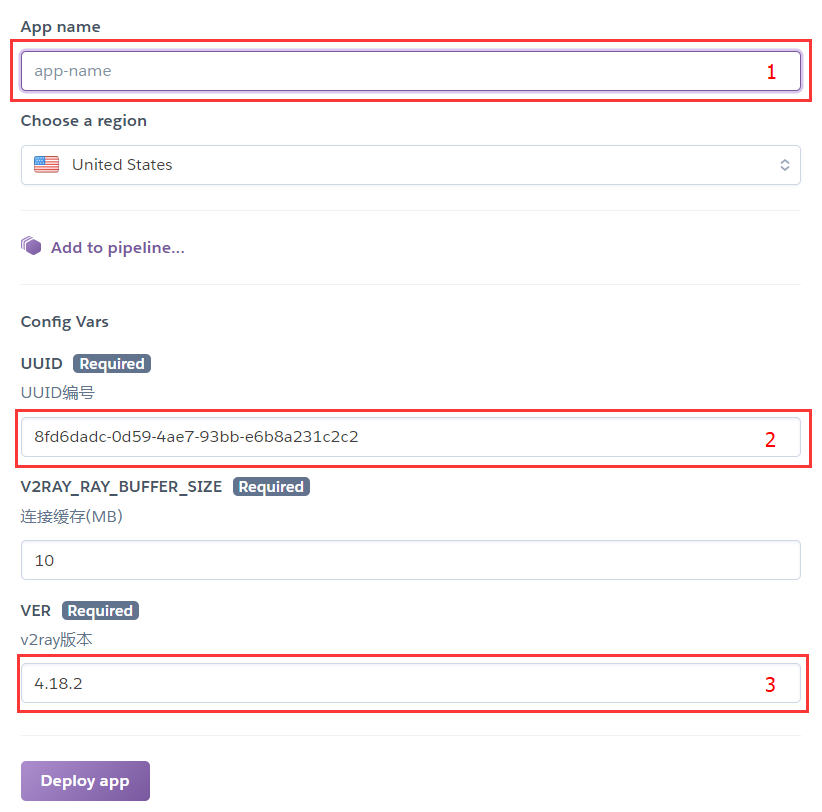 App name
app-name 1
Choose a region
United States
Add to pipeline...
Config Vars
UUID Required
UUID编号
8fd6dadc-0d59-4ae7-93bb-e6b8a231c2c2 2
V2RAY_RAY_BUFFER_SIZE Required
连接缓存(MB)
10
VER Required
v2ray版本
4.18.2 3
Deploy app